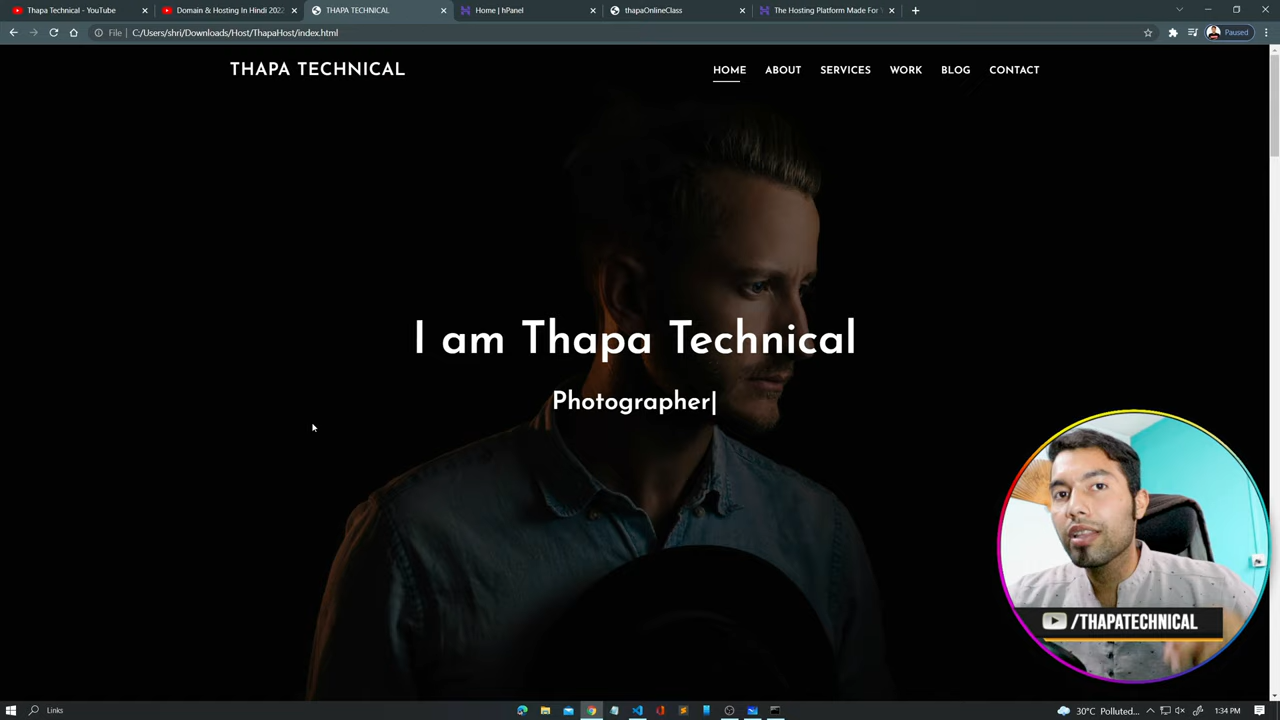 Thapa Technical - YouTube
Domain & Hosting In Hindi 2022
THAPA TECHNICAL
Home | hPanel
thapaOnlineClass
The Hosting Platform Made For
File
C:/Users/shri/Downloads/Host/ThapaHost/index.html
Paused
THAPA TECHNICAL
HOME
ABOUT
SERVICES
WORK
BLOG
CONTACT
I am Thapa Technical
Photographer|
/THAPATECHNICAL
Links
30°C Polluted...
1:34 PM